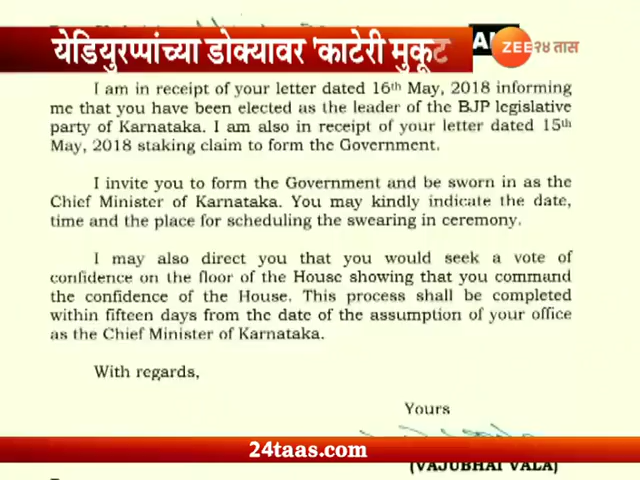 येडियुरप्पांच्या डोक्यावर 'काटेरी मुकूट
ZEE २४ तास
I am in receipt of your letter dated 16th May, 2018 informing
me that you have been elected as the leader of the BJP legislative
party of Karnataka. I am also in receipt of your letter dated 15th
May, 2018 staking claim to form the Government.
I invite you to form the Government and be sworn in as the
Chief Minister of Karnataka. You may kindly indicate the date,
time and the place for scheduling the swearing in ceremony.
I may also direct you that you would seek a vote of
confidence on the floor of the House showing that you command
the confidence of the House. This process shall be completed
within fifteen days from the date of the assumption of your office
as the Chief Minister of Karnataka.
With regards,
Yours
24taas.com
(VAJUBHAI VALA)